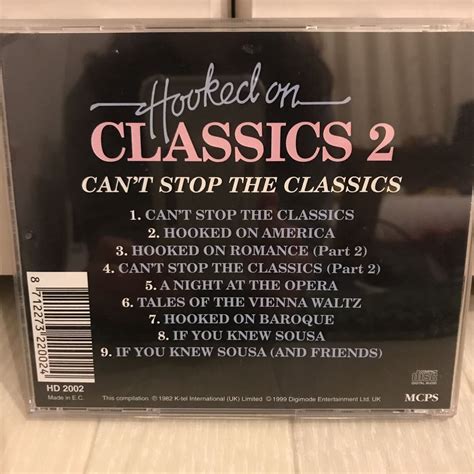 Hooked on
CLASSICS 2
CAN'T STOP THE CLASSICS
1. CAN'T STOP THE CLASSICS
2. HOOKED ON AMERICA
3. HOOKED ON ROMANCE (Part 2)
4. CAN'T STOP THE CLASSICS (Part 2)
5. A NIGHT AT THE OPERA
6. TALES OF THE VIENNA WALTZ
7. HOOKED ON BAROQUE
8. IF YOU KNEW SOUSA
9. IF YOU KNEW SOUSA (AND FRIENDS)
8 712273 220024
HD 2002
Made in E.C.
This compilation ℗ 1982 K-tel International (UK) Limited © 1999 Digimode Entertainment Ltd. UK
COMPACT
disc
DIGITAL AUDIO
MCPS